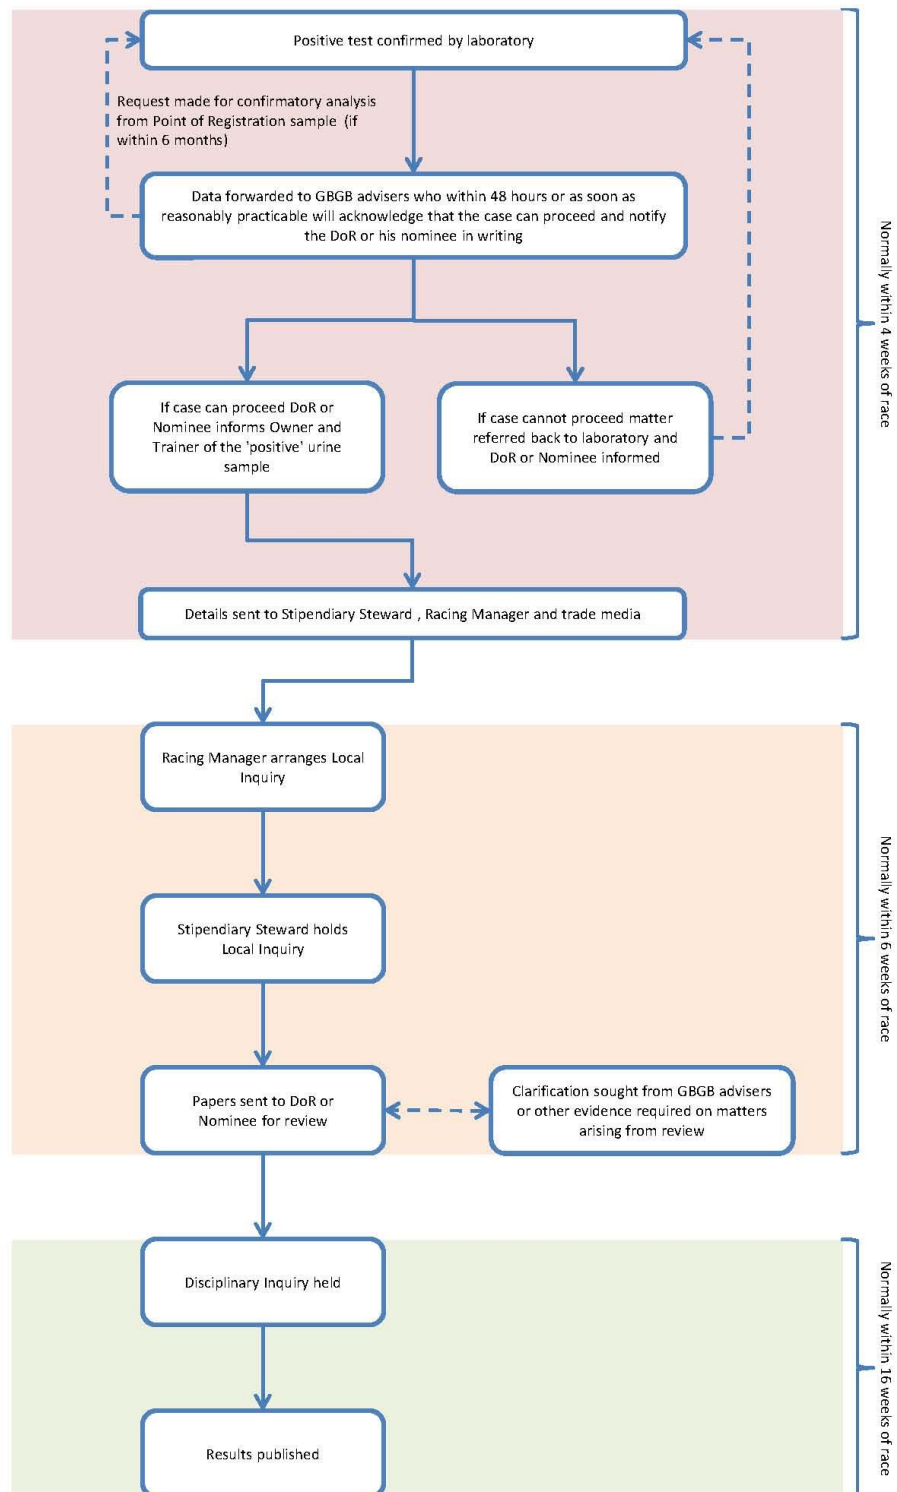 Positive test confirmed by laboratory
Request made for confirmatory analysis
from Point of Registration sample (if
within 6 months)
Data forwarded to GBGB advisers who within 48 hours or as soon as
reasonably practicable will acknowledge that the case can proceed and notify
the DoR or his nominee in writing
Normally within 4 weeks of race
If case can proceed DoR or
Nominee informs Owner and
Trainer of the 'positive' urine
sample
If case cannot proceed matter
referred back to laboratory and
DoR or Nominee informed
Details sent to Stipendiary Steward , Racing Manager and trade media
Racing Manager arranges Local
Inquiry
Normally within 6 weeks of race
Stipendiary Steward holds
Local Inquiry
Papers sent to DoR or
Nominee for review
Clarification sought from GBGB advisers
or other evidence required on matters
arising from review
Disciplinary Inquiry held
Normally within 16 weeks of race
Results published